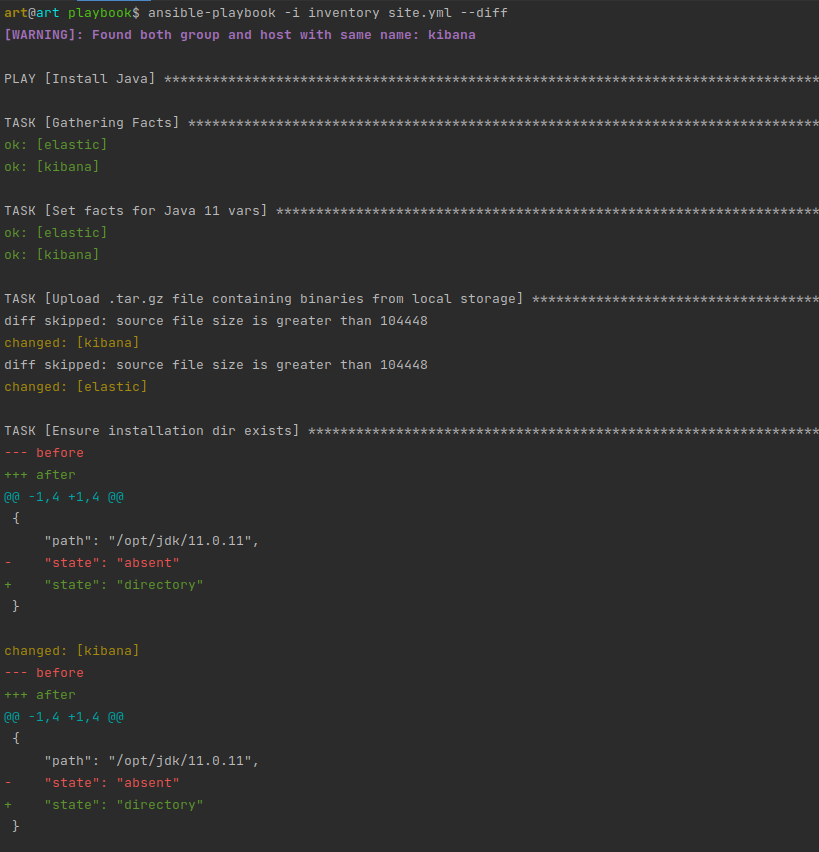 art@art playbook$ ansible-playbook -i inventory site.yml --diff
[WARNING]: Found both group and host with same name: kibana
PLAY [Install Java] **********************************************************************************
TASK [Gathering Facts] *******************************************************************************
ok: [elastic]
ok: [kibana]
TASK [Set facts for Java 11 vars] ********************************************************************
ok: [elastic]
ok: [kibana]
TASK [Upload .tar.gz file containing binaries from local storage] ************************************
diff skipped: source file size is greater than 104448
changed: [kibana]
diff skipped: source file size is greater than 104448
changed: [elastic]
TASK [Ensure installation dir exists] ****************************************************************
--- before
+++ after
@@ -1,4 +1,4 @@
 {
     "path": "/opt/jdk/11.0.11",
-    "state": "absent"
+    "state": "directory"
 }
changed: [kibana]
--- before
+++ after
@@ -1,4 +1,4 @@
 {
     "path": "/opt/jdk/11.0.11",
-    "state": "absent"
+    "state": "directory"
 }